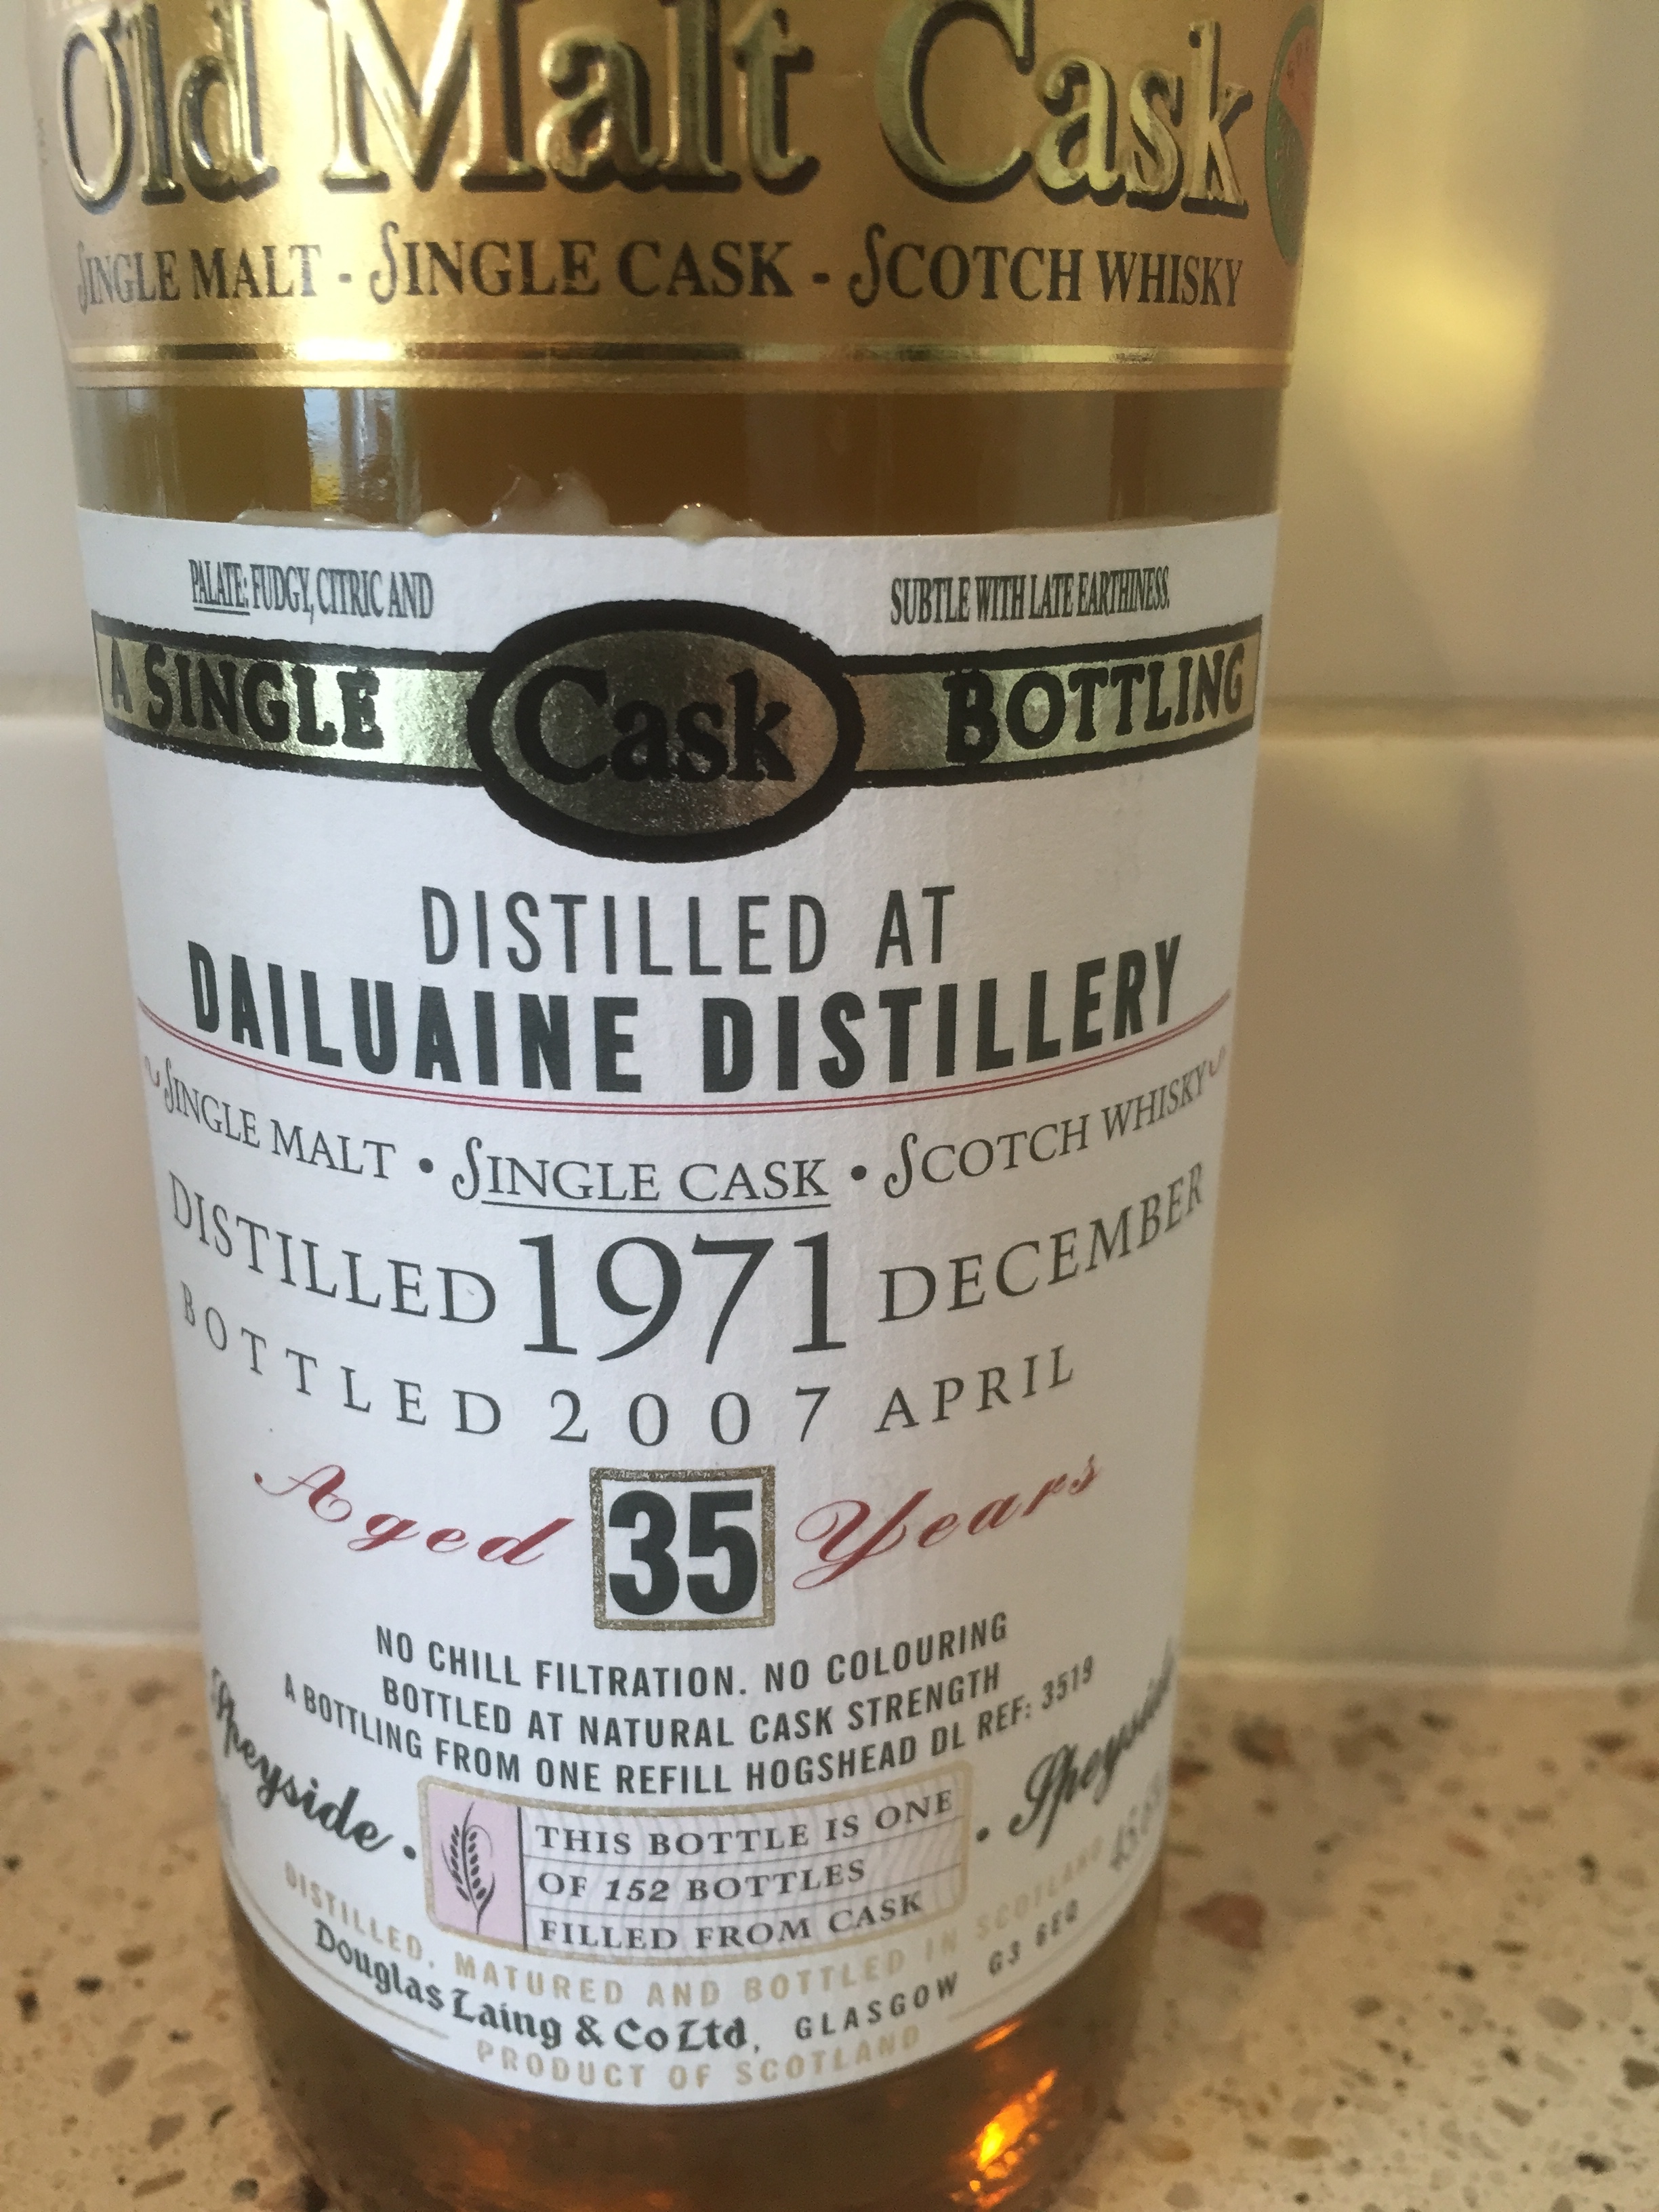 Old Malt Cask
SINGLE MALT - SINGLE CASK - SCOTCH WHISKY
PALATE: FUDGY, CITRIC AND SUBTLE WITH LATE EARTHINESS.
A SINGLE Cask BOTTLING
DISTILLED AT
DAILUAINE DISTILLERY
SINGLE MALT • SINGLE CASK • SCOTCH WHISKY
DISTILLED 1971 DECEMBER
BOTTLED 2007 APRIL
Aged 35 Years
NO CHILL FILTRATION. NO COLOURING
BOTTLED AT NATURAL CASK STRENGTH
A BOTTLING FROM ONE REFILL HOGSHEAD DL REF: 3519
Speyside • • Speyside
THIS BOTTLE IS ONE
OF 152 BOTTLES
FILLED FROM CASK
DISTILLED, MATURED AND BOTTLED IN SCOTLAND
Douglas Laing & Co Ltd, GLASGOW G3 6EQ
PRODUCT OF SCOTLAND